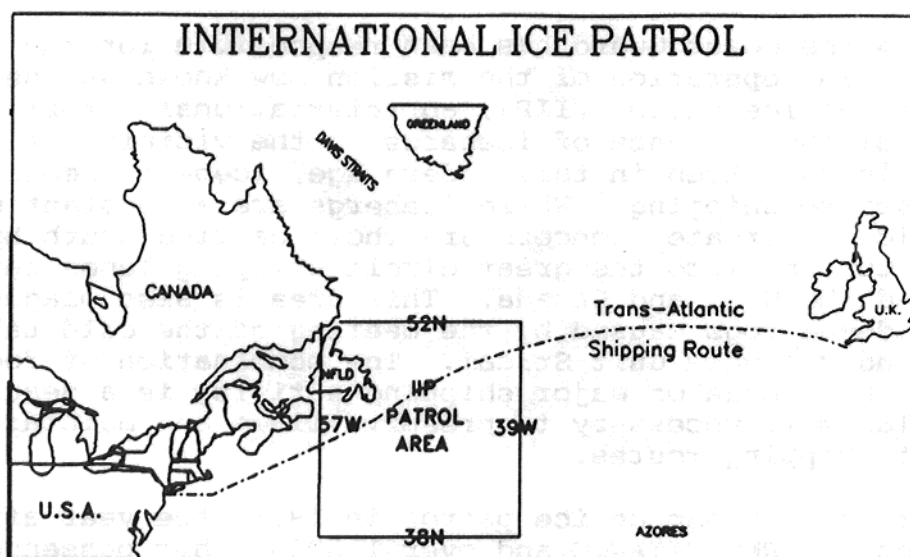 INTERNATIONAL ICE PATROL
GREENLAND
DAVIS STRAITS
CANADA
U.K.
Trans-Atlantic
Shipping Route
52N
NFLD
IIP
PATROL
AREA
57W
39W
U.S.A.
38N
AZORES